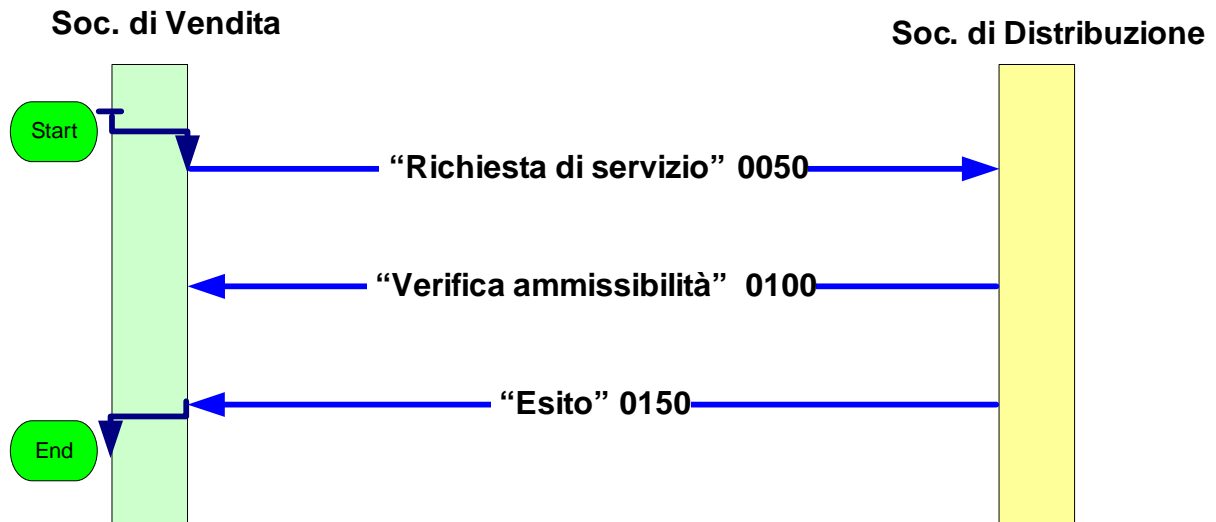 Soc. di Vendita
Soc. di Distribuzione
Start
“Richiesta di servizio” 0050
“Verifica ammissibilità” 0100
“Esito” 0150
End